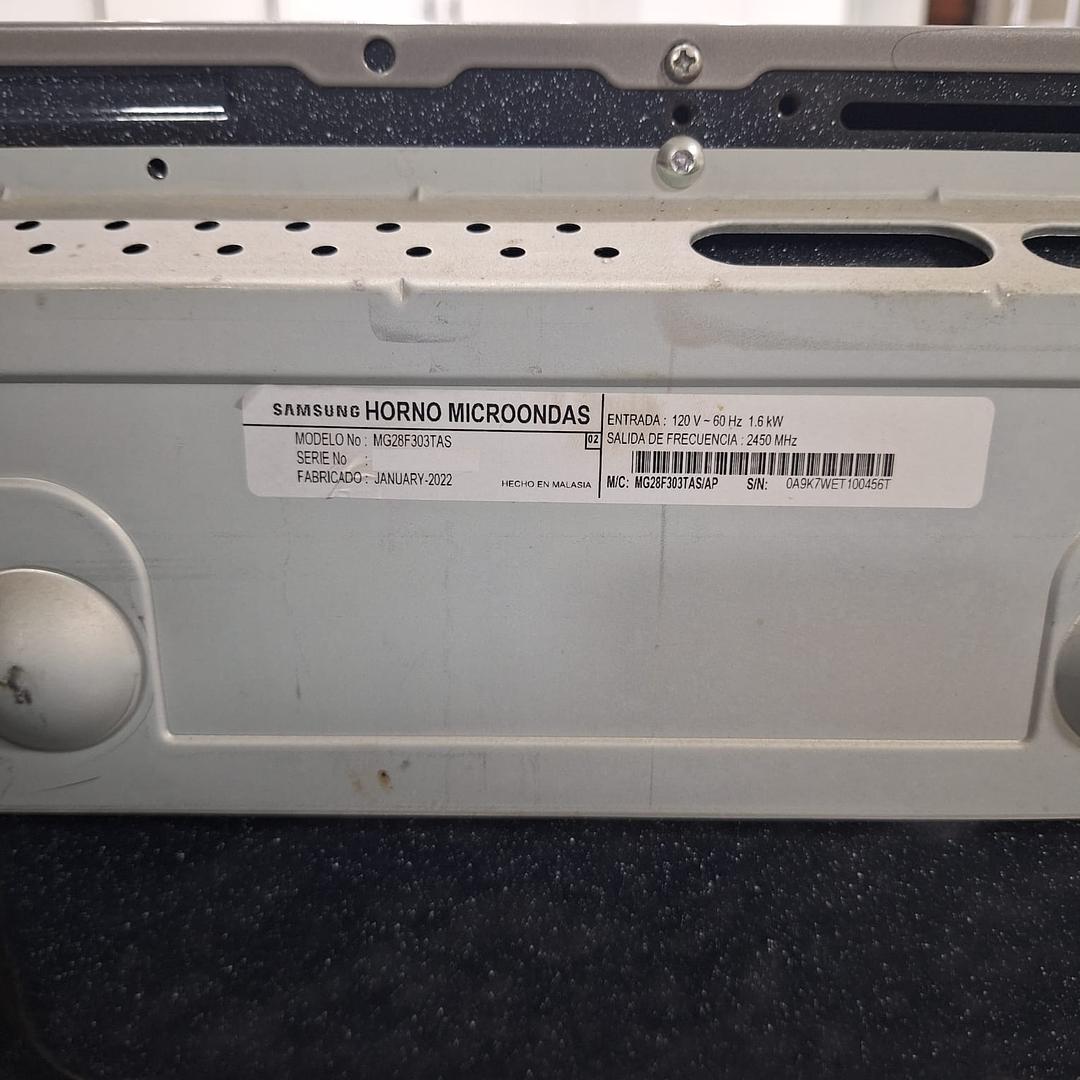 SAMSUNG HORNO MICROONDAS
MODELO No : MG28F303TAS
SERIE No :
FABRICADO : JANUARY-2022
HECHO EN MALASIA
02
ENTRADA : 120 V ~ 60 Hz 1.6 kW
SALIDA DE FRECUENCIA : 2450 MHz
M/C: MG28F303TAS/AP S/N: 0A9K7WET100456T